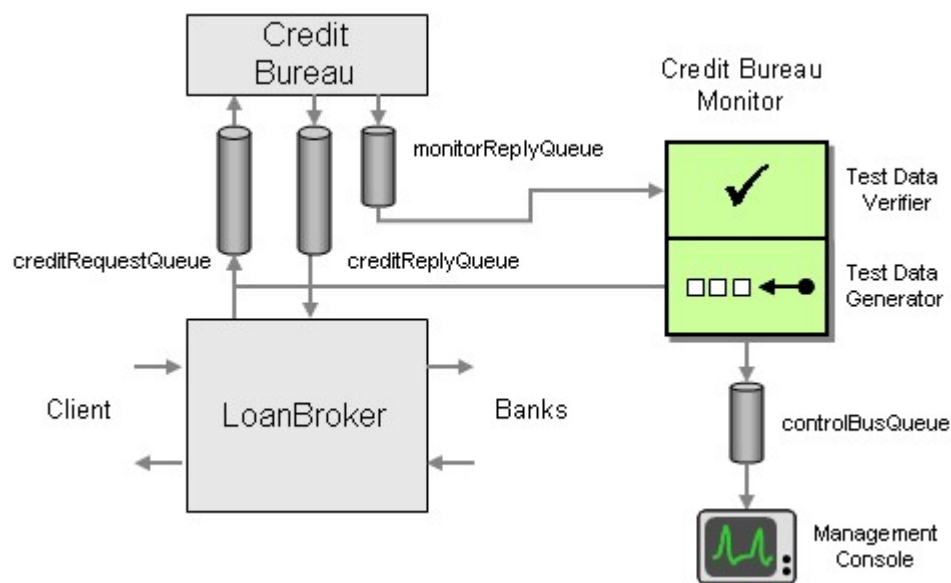 Credit
Bureau
Credit Bureau
Monitor
monitorReplyQueue
Test Data
Verifier
creditRequestQueue
creditReplyQueue
Test Data
Generator
Client
LoanBroker
Banks
controlBusQueue
Management
Console